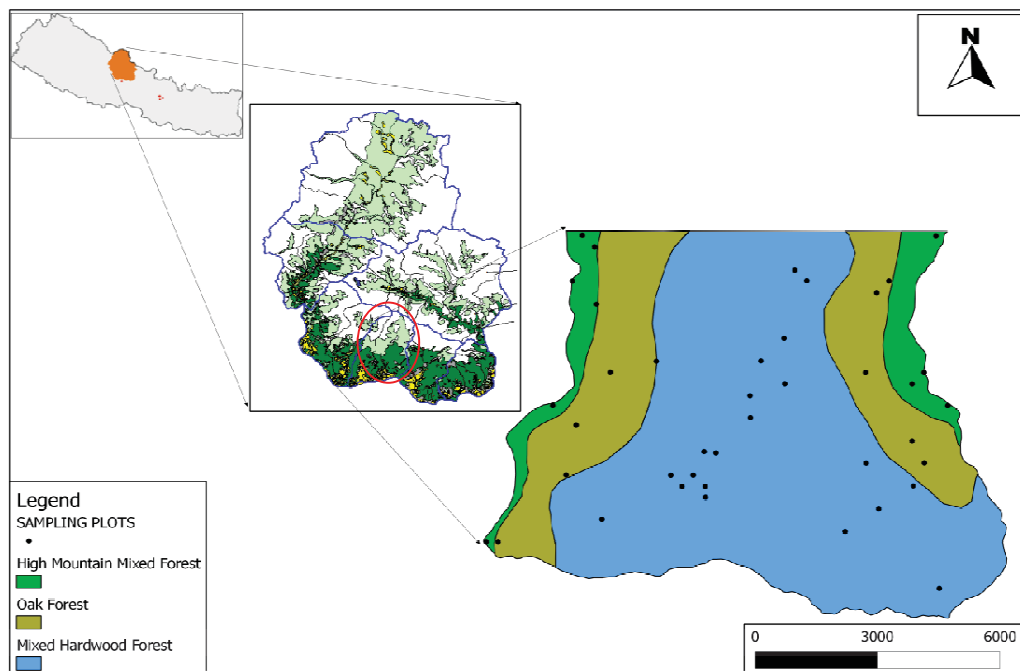 N
Legend
SAMPLING PLOTS
High Mountain Mixed Forest
Oak Forest
Mixed Hardwood Forest
0 3000 6000